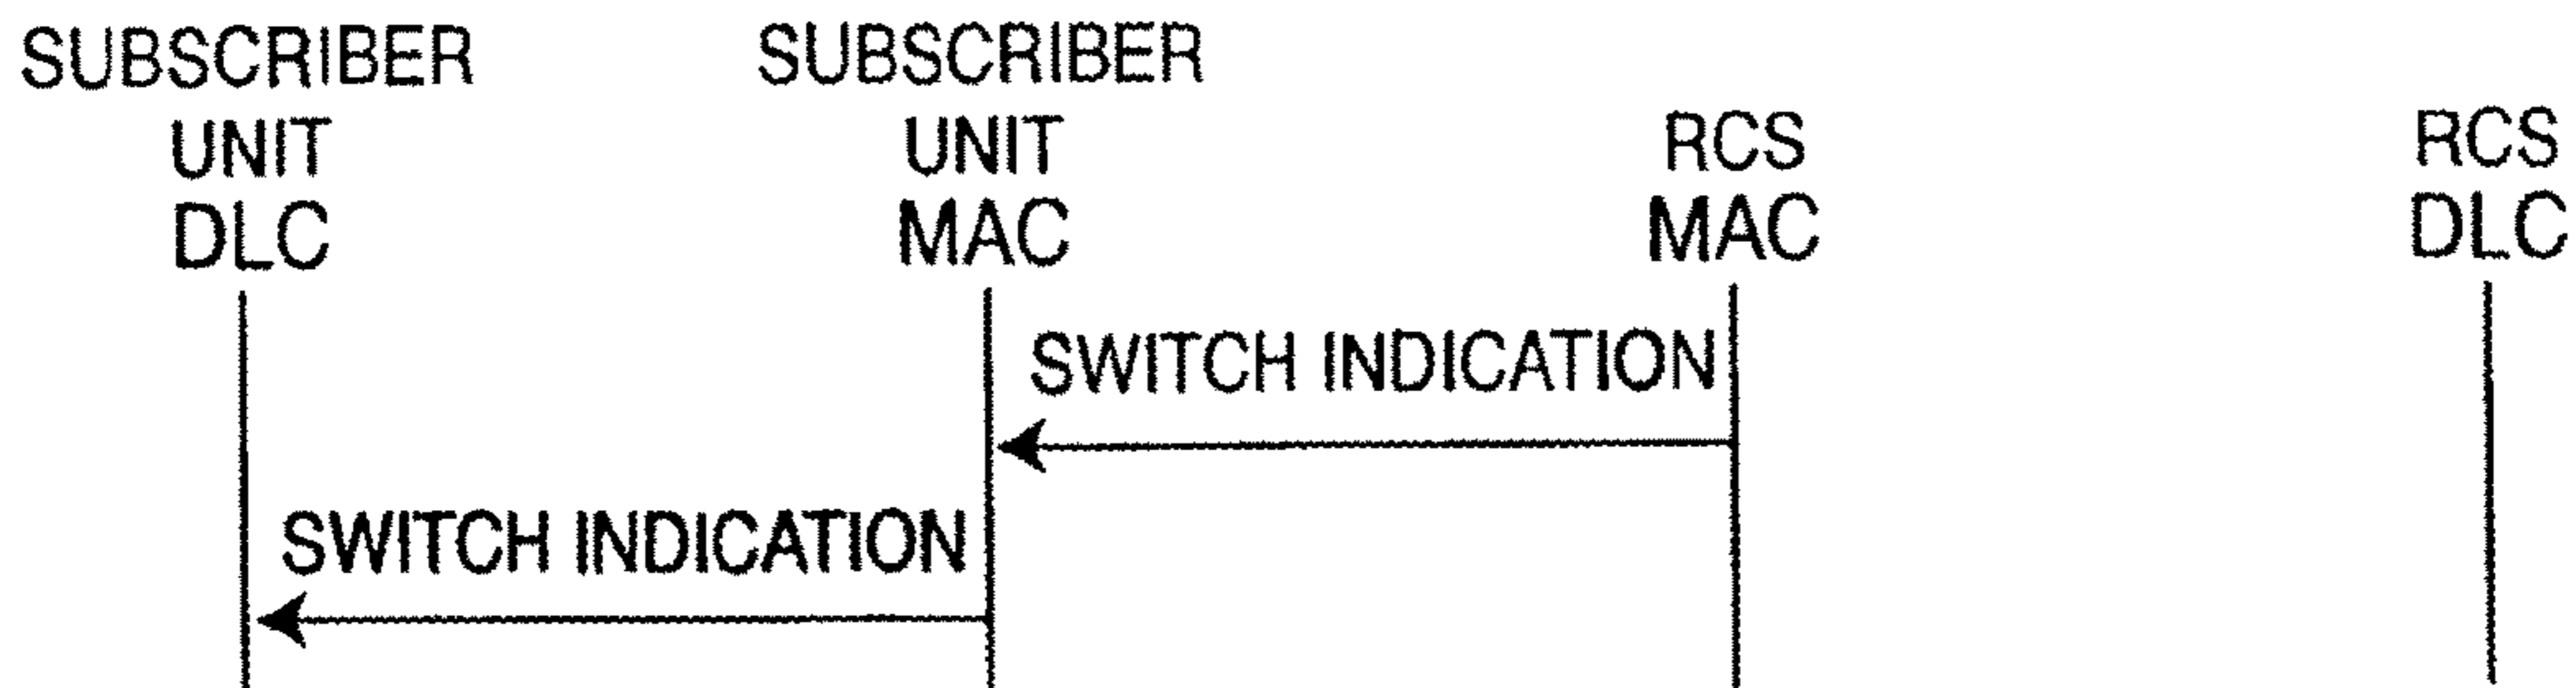 SUBSCRIBER
UNIT
DLC
SUBSCRIBER
UNIT
MAC
RCS
MAC
RCS
DLC
SWITCH INDICATION
SWITCH INDICATION